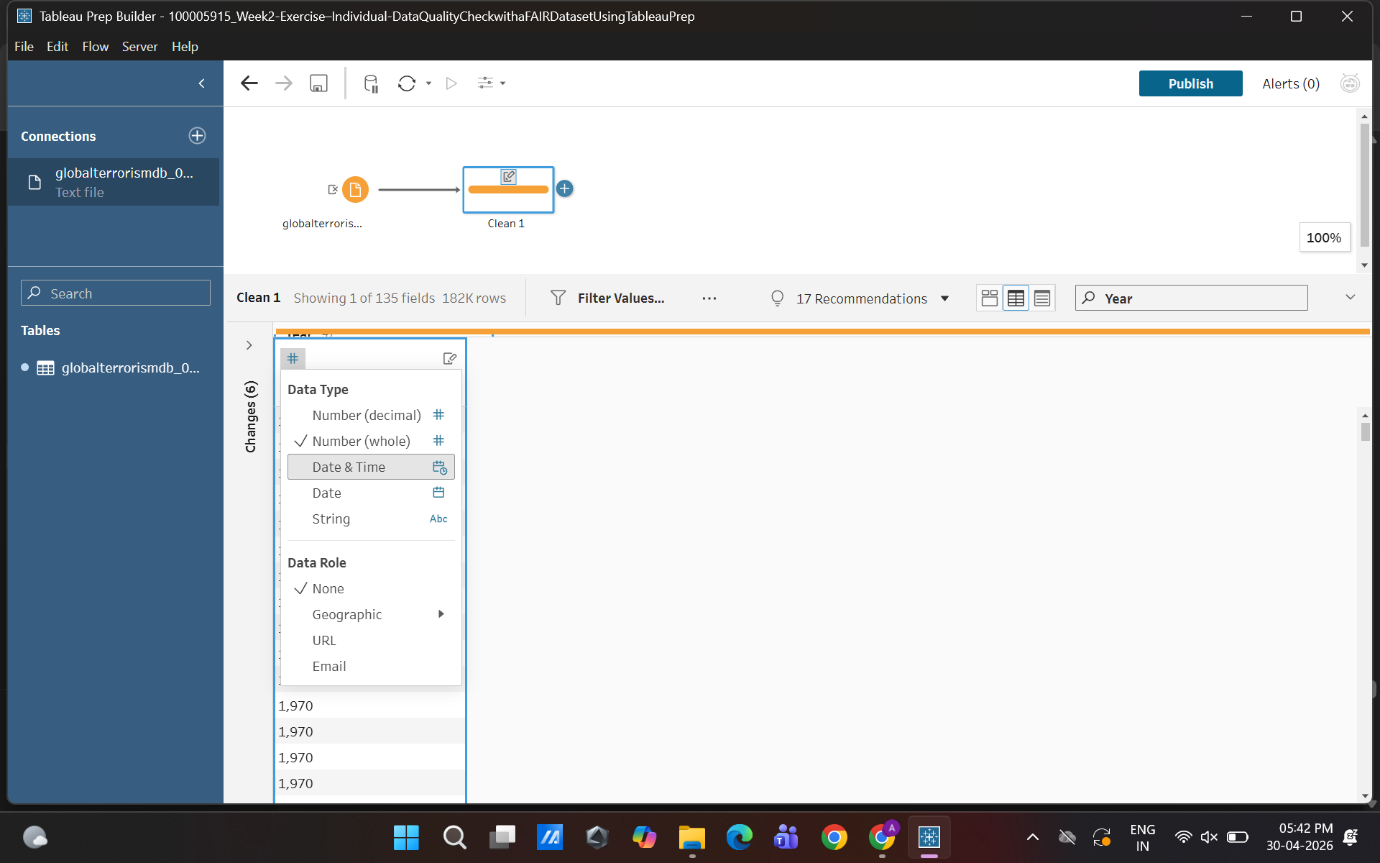 Tableau Prep Builder - 100005915_Week2-Exercise–Individual-DataQualityCheckwithaFAIRDatasetUsingTableauPrep
File Edit Flow Server Help
Publish
Alerts (0)
Connections
globalterrorismdb_0...
Text file
globalterroris...
Clean 1
100%
Search
Tables
globalterrorismdb_0...
Clean 1 Showing 1 of 135 fields 182K rows
Filter Values...
17 Recommendations
Year
Changes (6)
Data Type
Number (decimal)
Number (whole)
Date & Time
Date
String Abc
Data Role
None
Geographic
URL
Email
1,970
1,970
1,970
1,970
ENG
IN
05:42 PM
30-04-2026